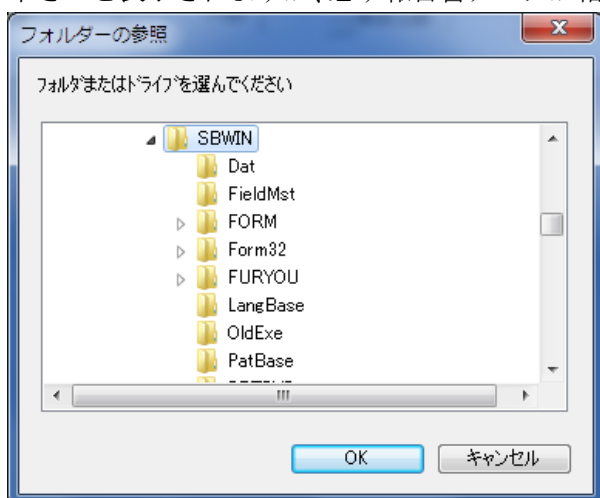 フォルダーの参照
フォルダまたはドライブを選んでください
SBWIN
Dat
FieldMst
FORM
Form32
FURYOU
LangBase
OldExe
PatBase
OK
キャンセル